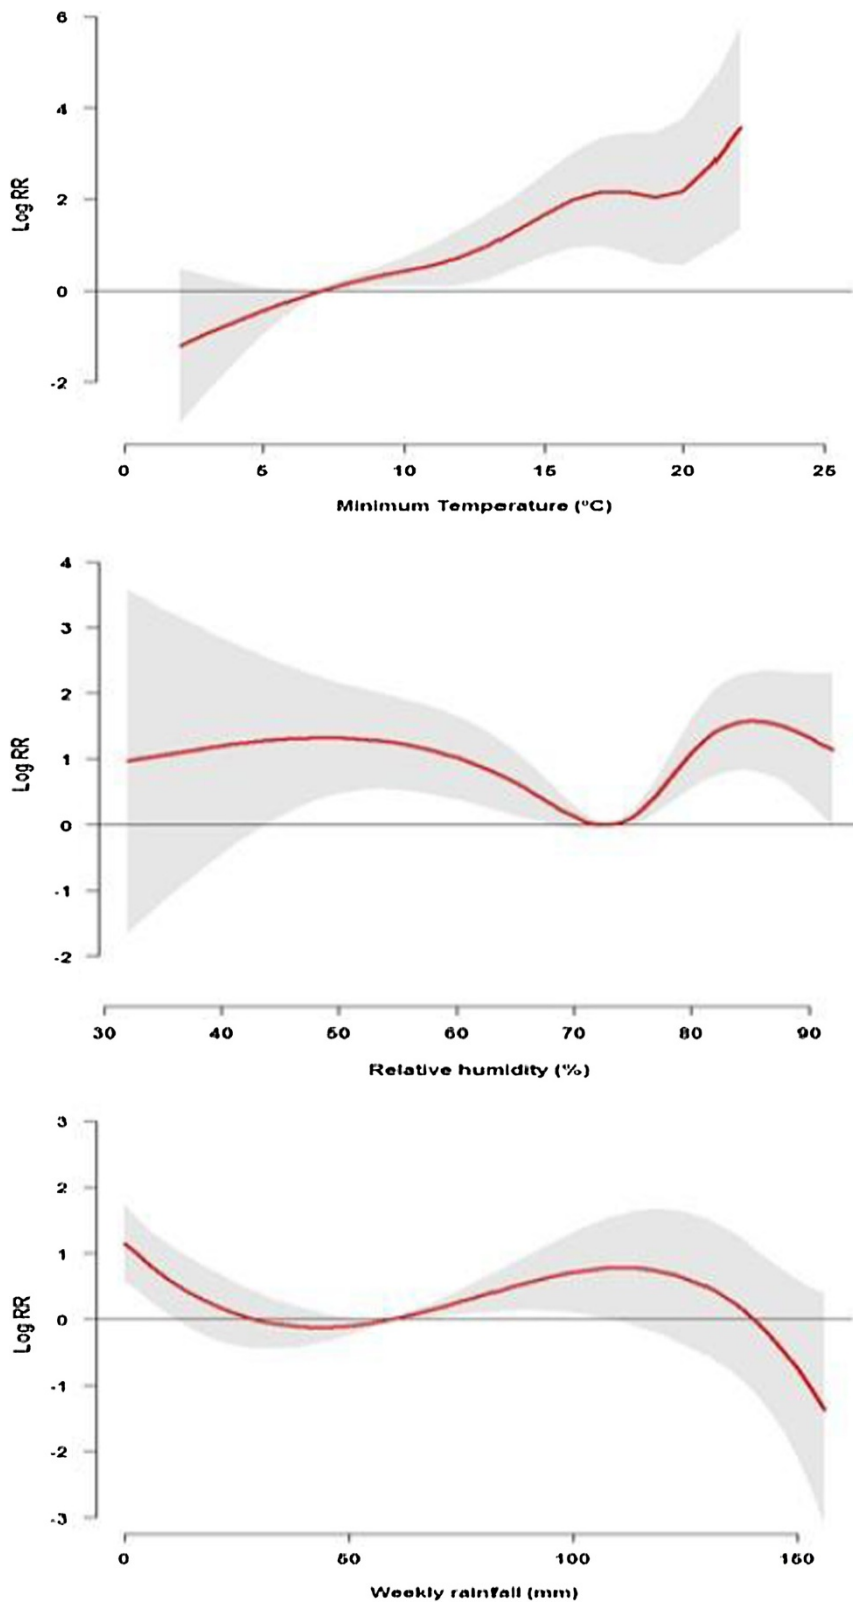 6
4
2
0
-2
Log RR
0 5 10 15 20 25
Minimum Temperature (ºC)
4
3
2
1
0
-1
-2
Log RR
30 40 50 60 70 80 90
Relative humidity (%)
3
2
1
0
-1
-2
-3
Log RR
0 50 100 150
Weekly rainfall (mm)